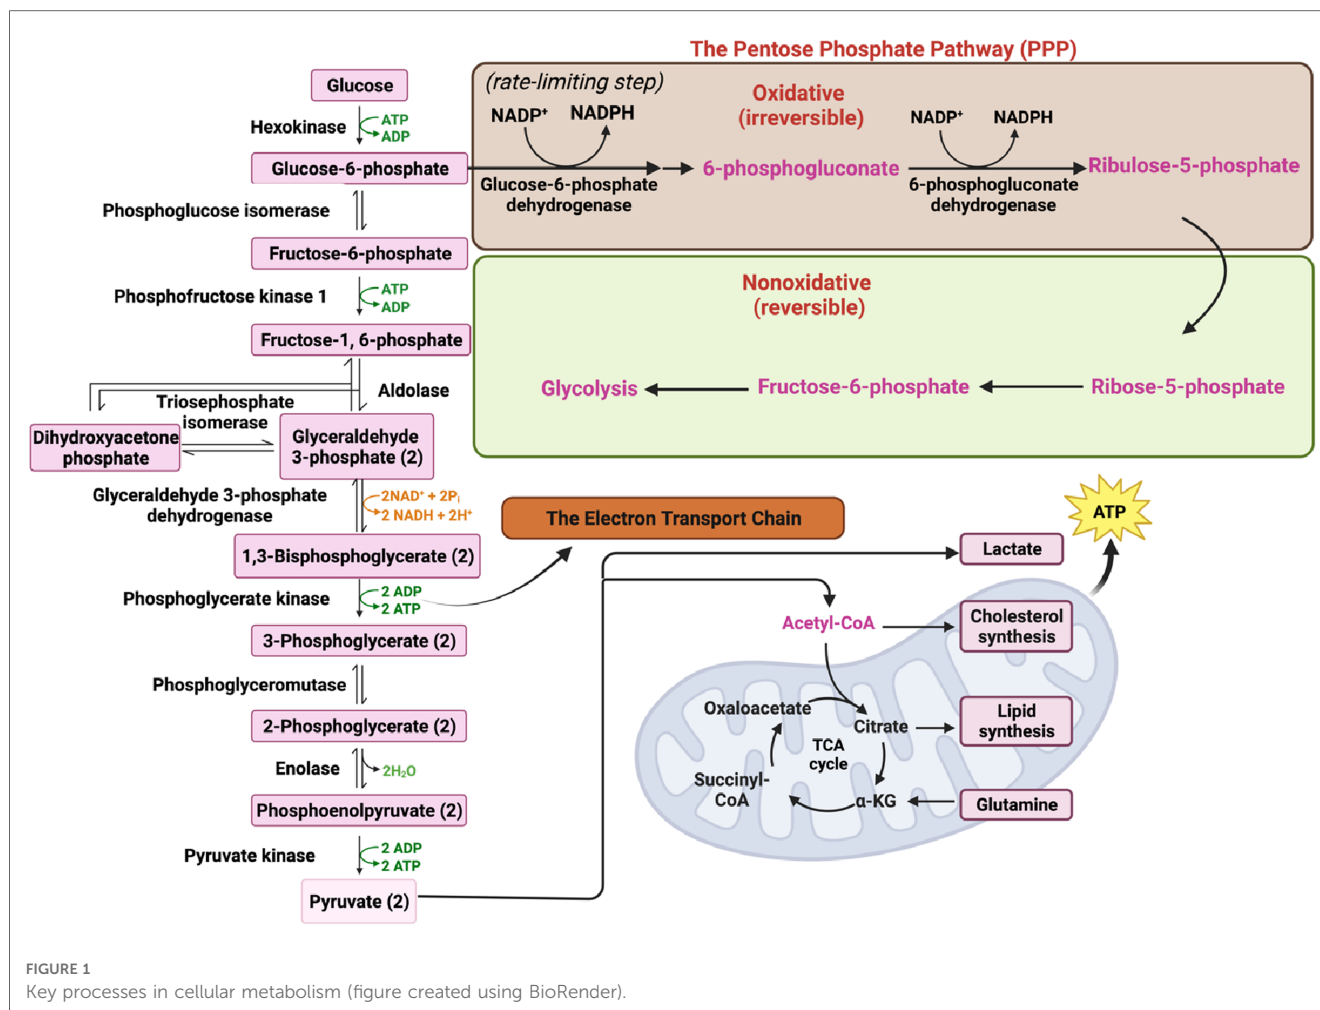 The Pentose Phosphate Pathway (PPP)
Glucose
Hexokinase
ATP
ADP
Glucose-6-phosphate
Phosphoglucose isomerase
Fructose-6-phosphate
Phosphofructose kinase 1
ATP
ADP
Fructose-1, 6-phosphate
Aldolase
Triosephosphate
isomerase
Dihydroxyacetone
phosphate
Glyceraldehyde
3-phosphate (2)
Glyceraldehyde 3-phosphate
dehydrogenase
2NAD⁺ + 2Pᵢ
2 NADH + 2H⁺
1,3-Bisphosphoglycerate (2)
Phosphoglycerate kinase
2 ADP
2 ATP
3-Phosphoglycerate (2)
Phosphoglyceromutase
2-Phosphoglycerate (2)
Enolase
2H₂O
Phosphoenolpyruvate (2)
Pyruvate kinase
2 ADP
2 ATP
Pyruvate (2)
(rate-limiting step)
Oxidative
(irreversible)
NADP⁺
NADPH
Glucose-6-phosphate
dehydrogenase
6-phosphogluconate
NADP⁺
NADPH
6-phosphogluconate
dehydrogenase
Ribulose-5-phosphate
Nonoxidative
(reversible)
Glycolysis
Fructose-6-phosphate
Ribose-5-phosphate
The Electron Transport Chain
ATP
Lactate
Acetyl-CoA
Cholesterol
synthesis
Oxaloacetate
Citrate
Lipid
synthesis
TCA
cycle
Succinyl-
CoA
α-KG
Glutamine
FIGURE 1
Key processes in cellular metabolism (figure created using BioRender).